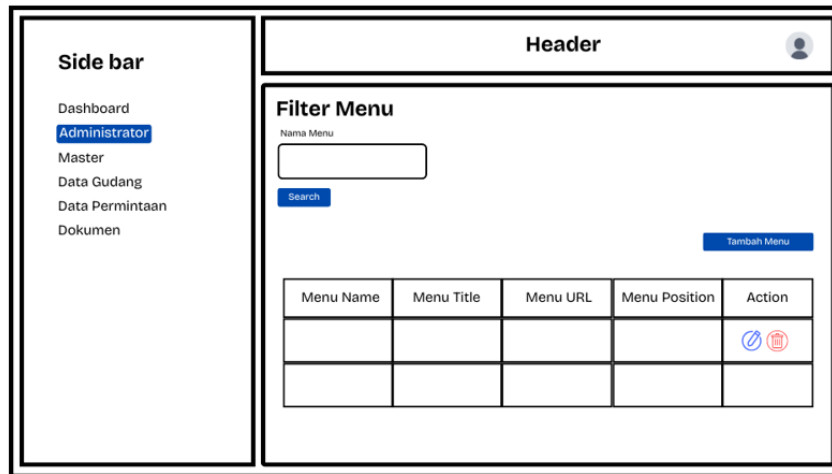 Side bar
Dashboard
Administrator
Master
Data Gudang
Data Permintaan
Dokumen
Header
Filter Menu
Nama Menu
Search
Tambah Menu
Menu Name Menu Title Menu URL Menu Position Action